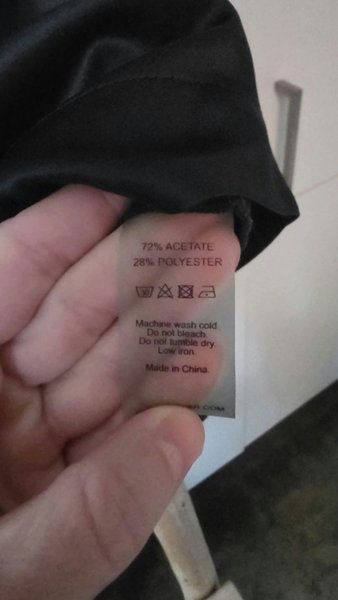 72% ACETATE
28% POLYESTER
Machine wash cold.
Do not bleach.
Do not tumble dry.
Low iron.
Made in China.